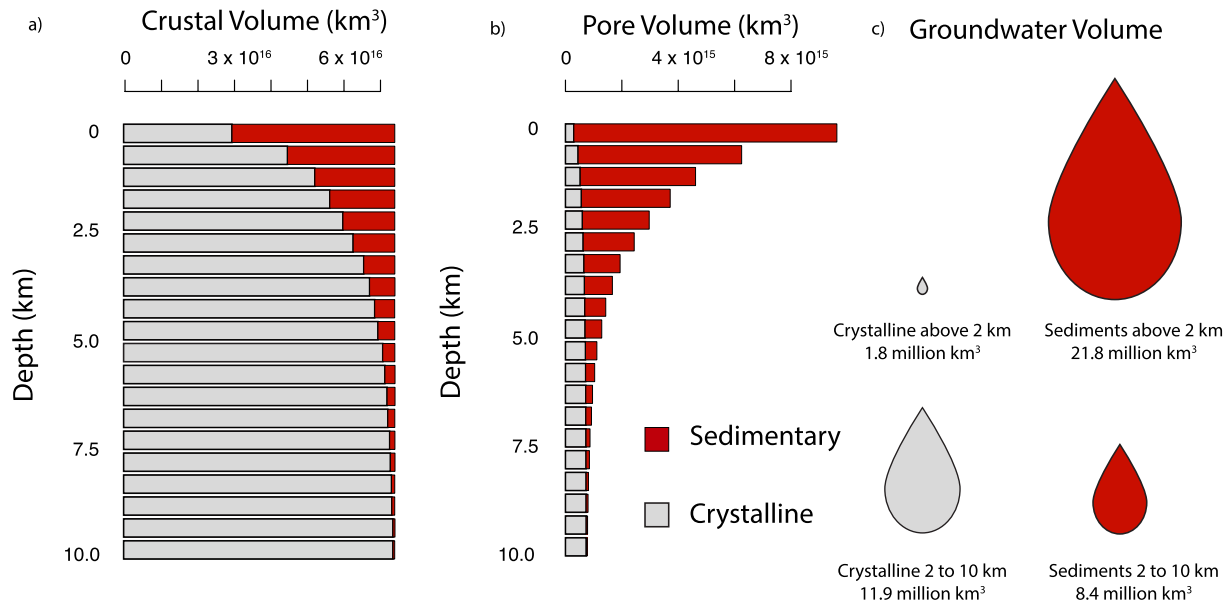 a)
Crustal Volume (km³)
0
3 x 10¹⁶
6 x 10¹⁶
0
2.5
5.0
7.5
10.0
Depth (km)
b)
Pore Volume (km³)
0
4 x 10¹⁵
8 x 10¹⁵
0
2.5
5.0
7.5
10.0
Depth (km)
Sedimentary
Crystalline
c)
Groundwater Volume
Crystalline above 2 km
1.8 million km³
Sediments above 2 km
21.8 million km³
Crystalline 2 to 10 km
11.9 million km³
Sediments 2 to 10 km
8.4 million km³